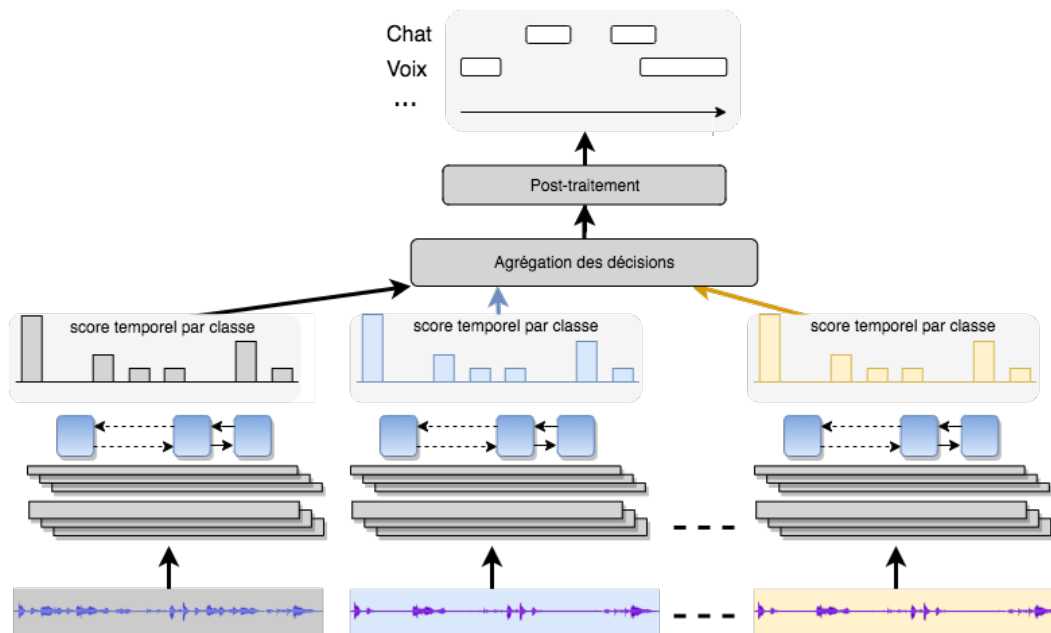 Chat
Voix
...
Post-traitement
Agrégation des décisions
score temporel par classe
score temporel par classe
score temporel par classe